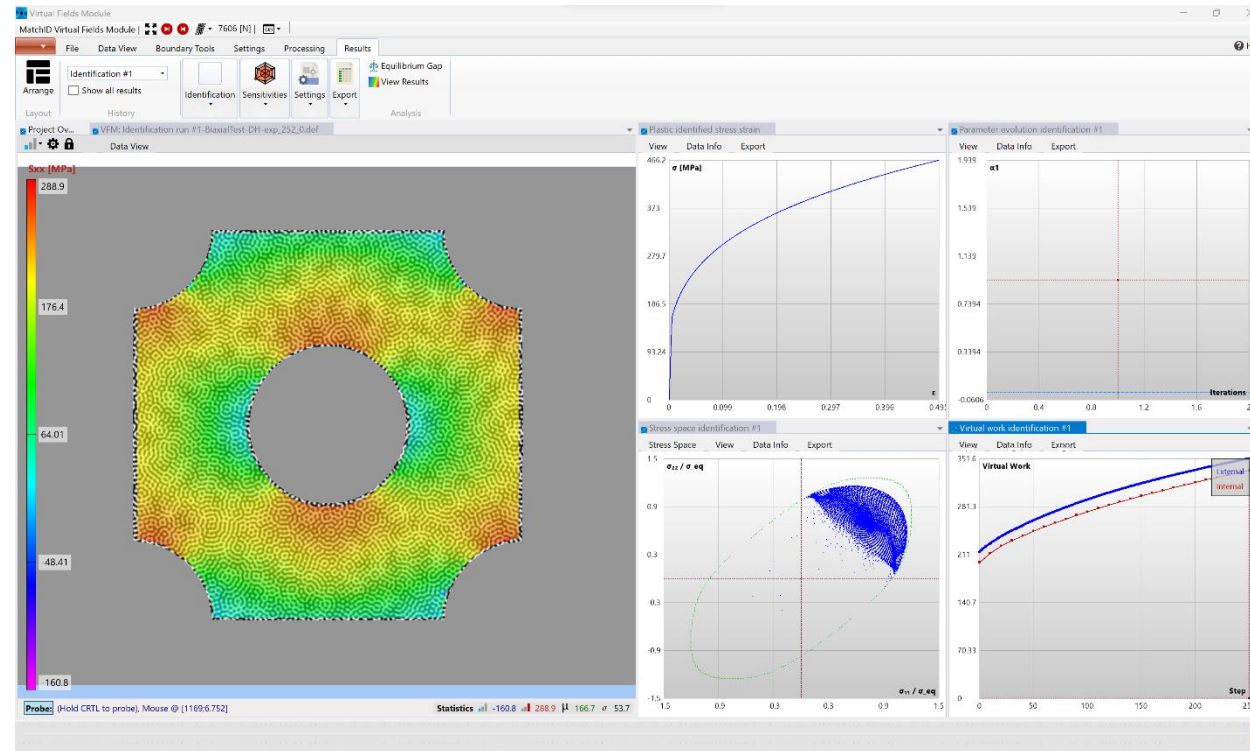 Virtual Fields Module
MatchID Virtual Fields Module | 7606 [N] |
File Data View Boundary Tools Settings Processing Results
Identification #1
Show all results
Arrange
Identification Sensitivities Settings Export
Equilibrium Gap
View Results
Layout History Analysis
Project Ov... VFM: Identification run #1-BiaxialTest-DH-exp_252_0.def
Data View
Sxx [MPa]
288.9
176.4
64.01
-48.41
-160.8
Probe: (Hold CRTL to probe), Mouse @ [1169;6.752] Statistics -160.8 288.9 μ 166.7 σ 53.7
Plastic identified stress strain
View Data Info Export
466.2
σ [MPa]
373
279.7
186.5
93.24
0
ε
0 0.099 0.196 0.297 0.396
Parameter evolution identification #1
View Data Info Export
1.939
α1
1.539
1.139
0.7394
0.3394
-0.0606
Iterations
0 0.4 0.8 1.2 1.6 2
Stress space identification #1
Stress Space View Data Info Export
1.5
σ₂₂ / σ eq
0.9
0.3
-0.3
-0.9
-1.5
σ₁₁ / σ_eq
1.5 0.9 0.3 0.3 0.9 1.5
Virtual work identification #1
View Data Info Export
351.6
Virtual Work
External
Internal
281.3
211
140.7
70.33
0
Step
0 50 100 150 200